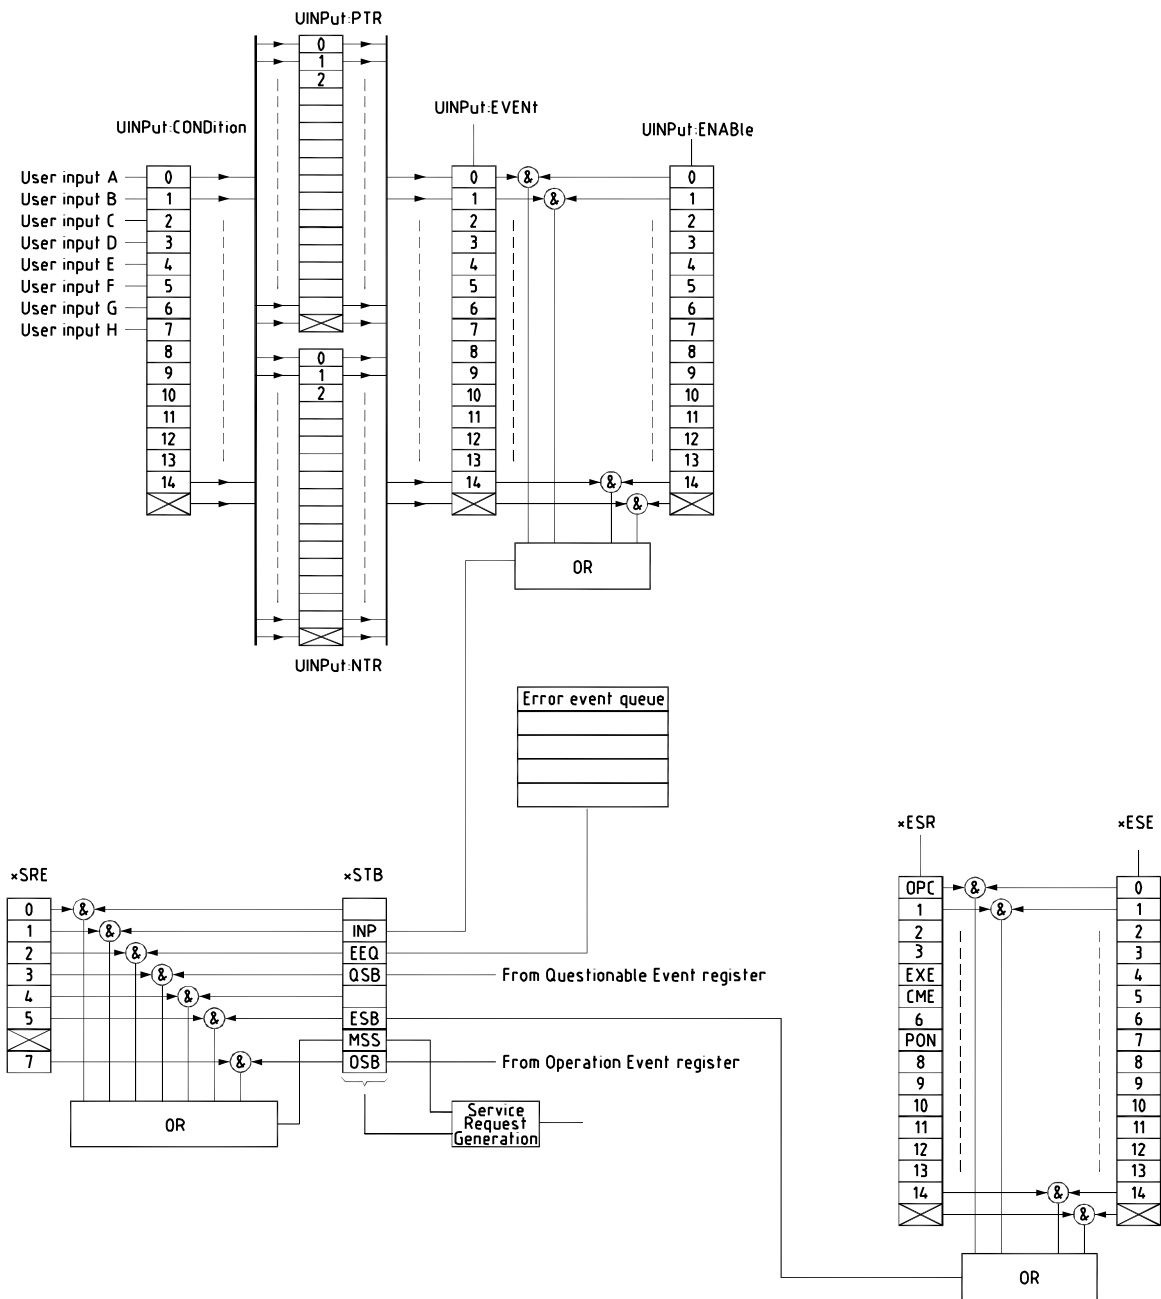 UINPut:PTR
0
1
2
UINPut:CONDition
UINPut:EVENt
UINPut:ENABle
User input A 0 0 & 0
User input B 1 1 & 1
User input C 2 2 2
User input D 3 3 3
User input E 4 4 4
User input F 5 5 5
User input G 6 6 6
User input H 7 7 7
8 8 8
9 0 9 9
10 1 10 10
11 2 11 11
12 12 12
13 13 13
14 14 & 14
&
OR
UINPut:NTR
Error event queue
×ESR ×ESE
×SRE ×STB
OPC & 0
0 &
1 & 1
1 & INP
2 2
2 & EEQ
3 3
3 & QSB From Questionable Event register
EXE 4
4 &
CME 5
5 & ESB
6 6
MSS
PON 7
7 & OSB From Operation Event register
8 8
9 9
10 10
OR
Service
Request
Generation
11 11
12 12
13 13
14 & 14
&
OR